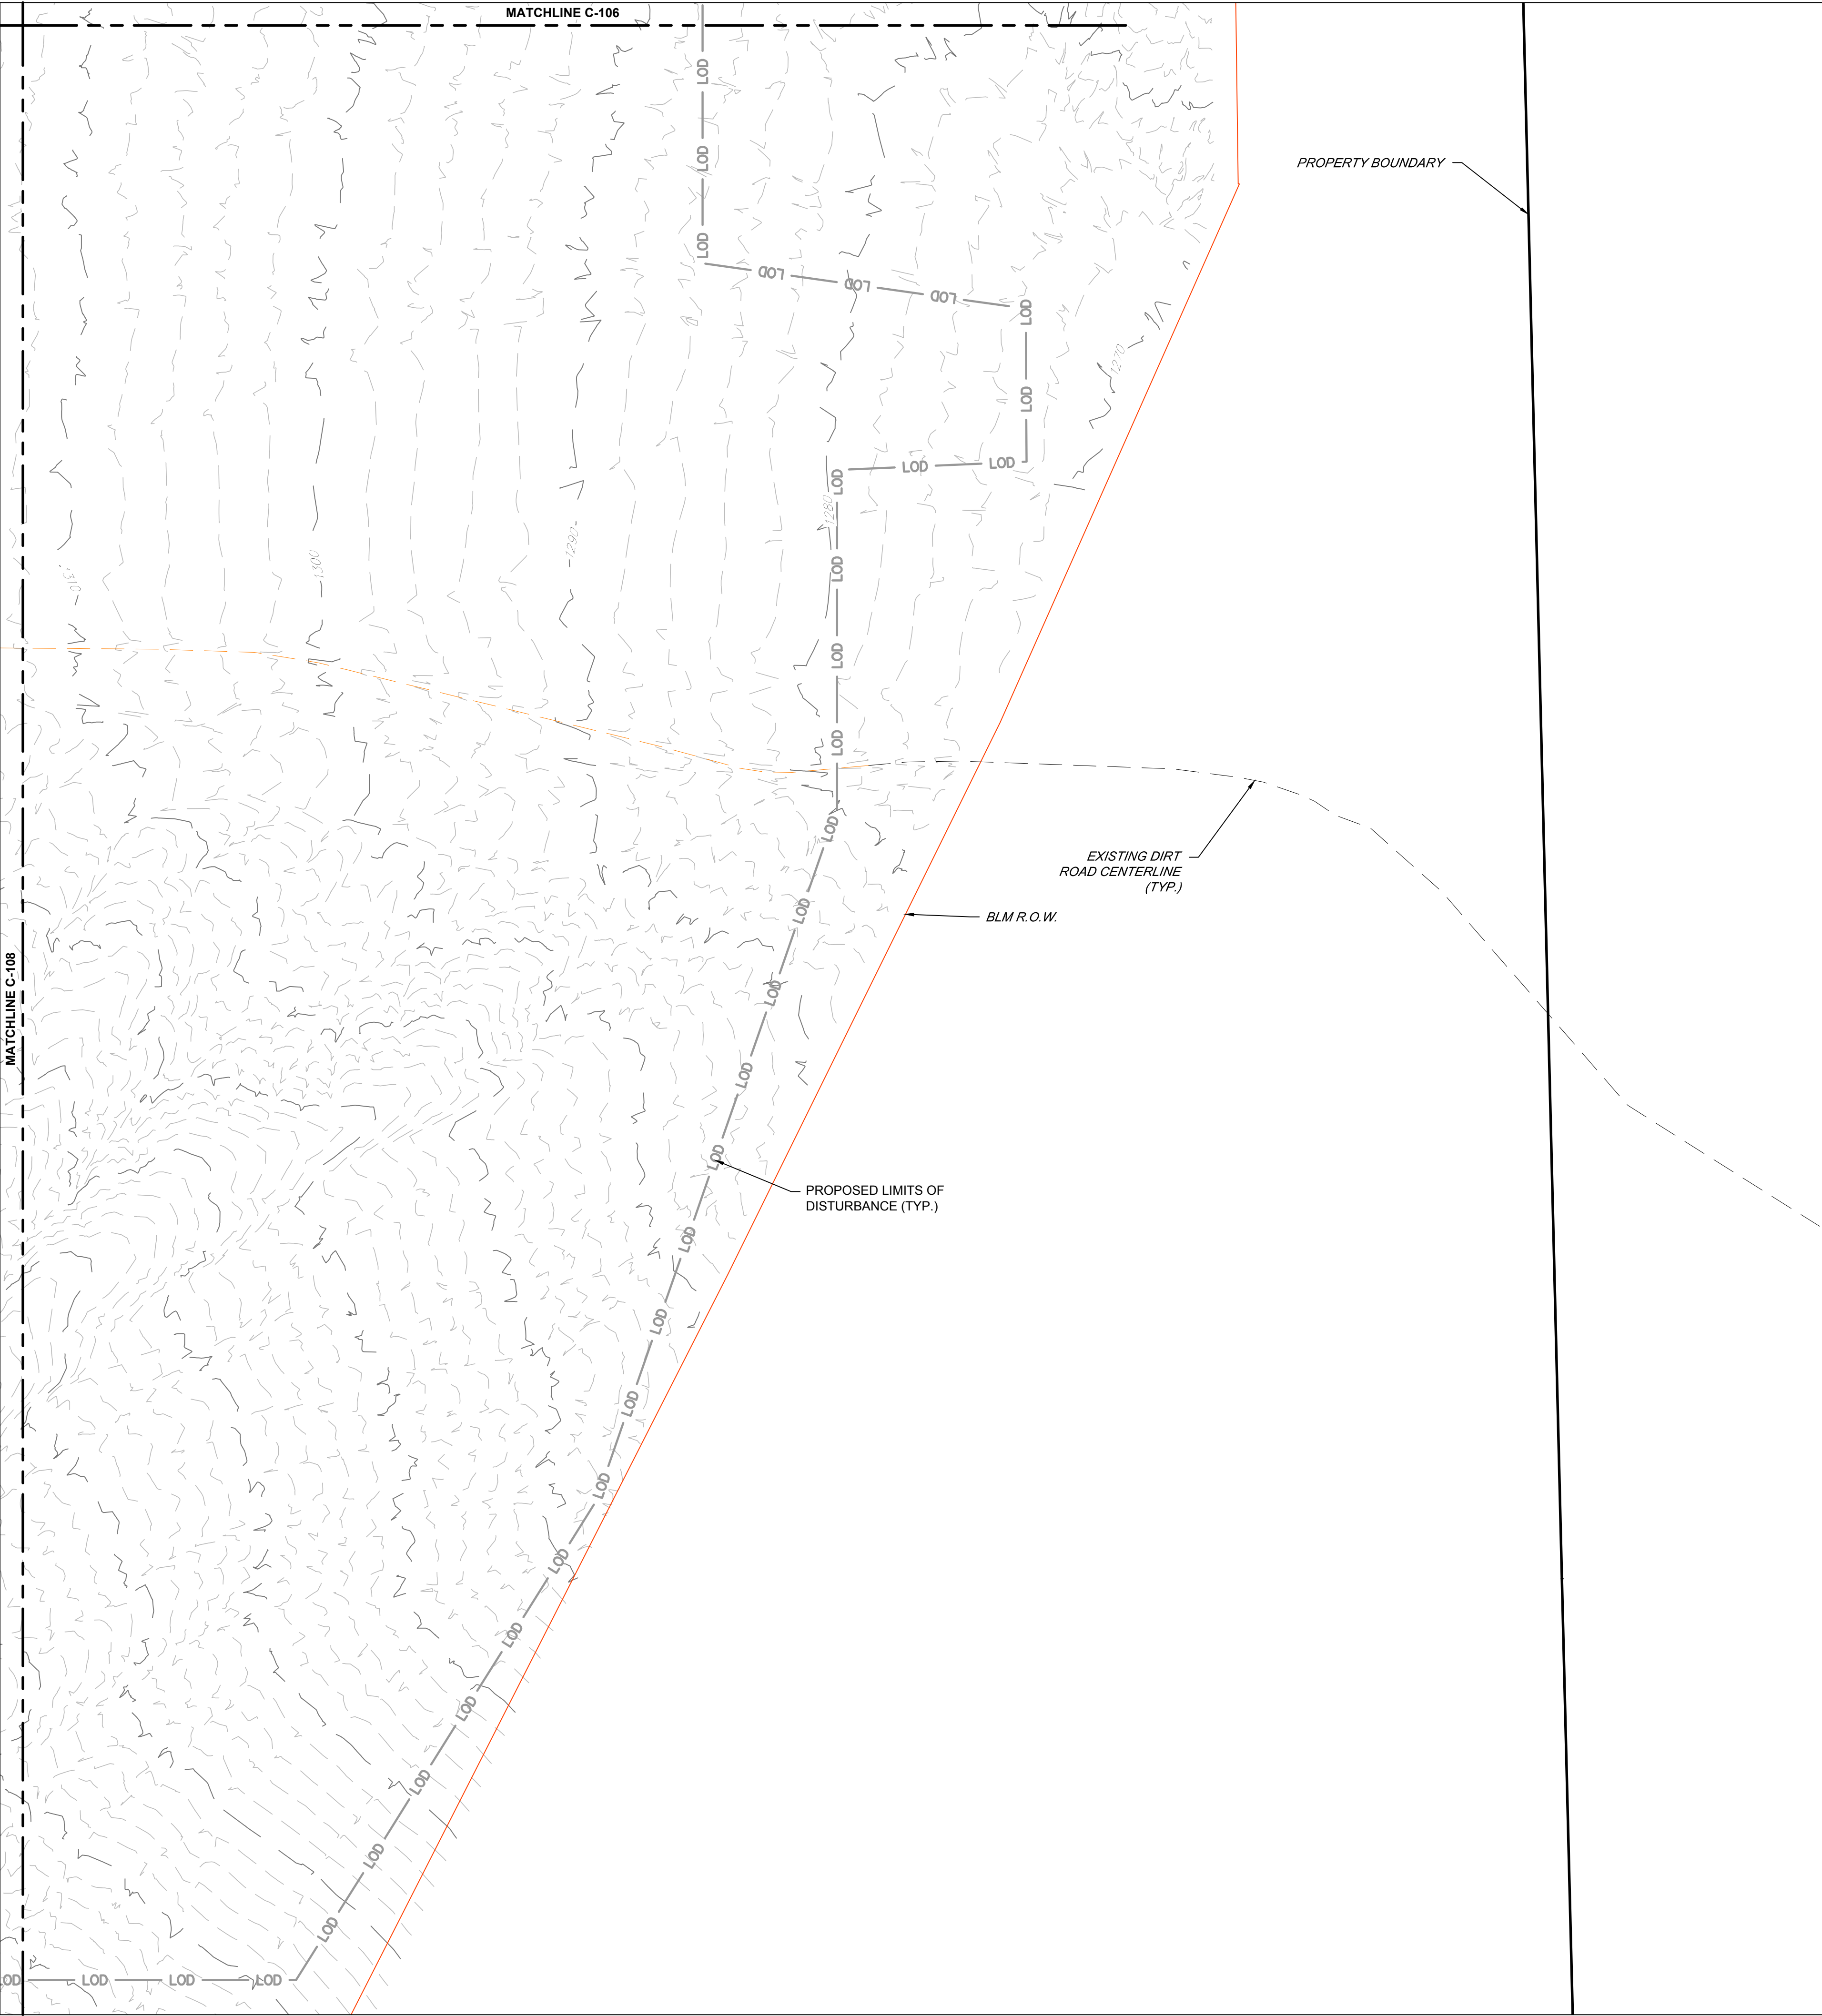 MATCHLINE C-106
LOD
LOD
PROPERTY BOUNDARY
LOD
LOD
LOD
LOD
LOD
1270
LOD
LOD
LOD
LOD
1280
1290
LOD
1300
1310
LOD
LOD
LOD
EXISTING DIRT
ROAD CENTERLINE
(TYP.)
LOD
BLM R.O.W.
MATCHLINE C-108
LOD
LOD
LOD
PROPOSED LIMITS OF
DISTURBANCE (TYP.)
LOD
LOD
LOD
LOD
LOD
LOD
LOD
LOD
LOD
LOD
OD
LOD
LOD
LOD